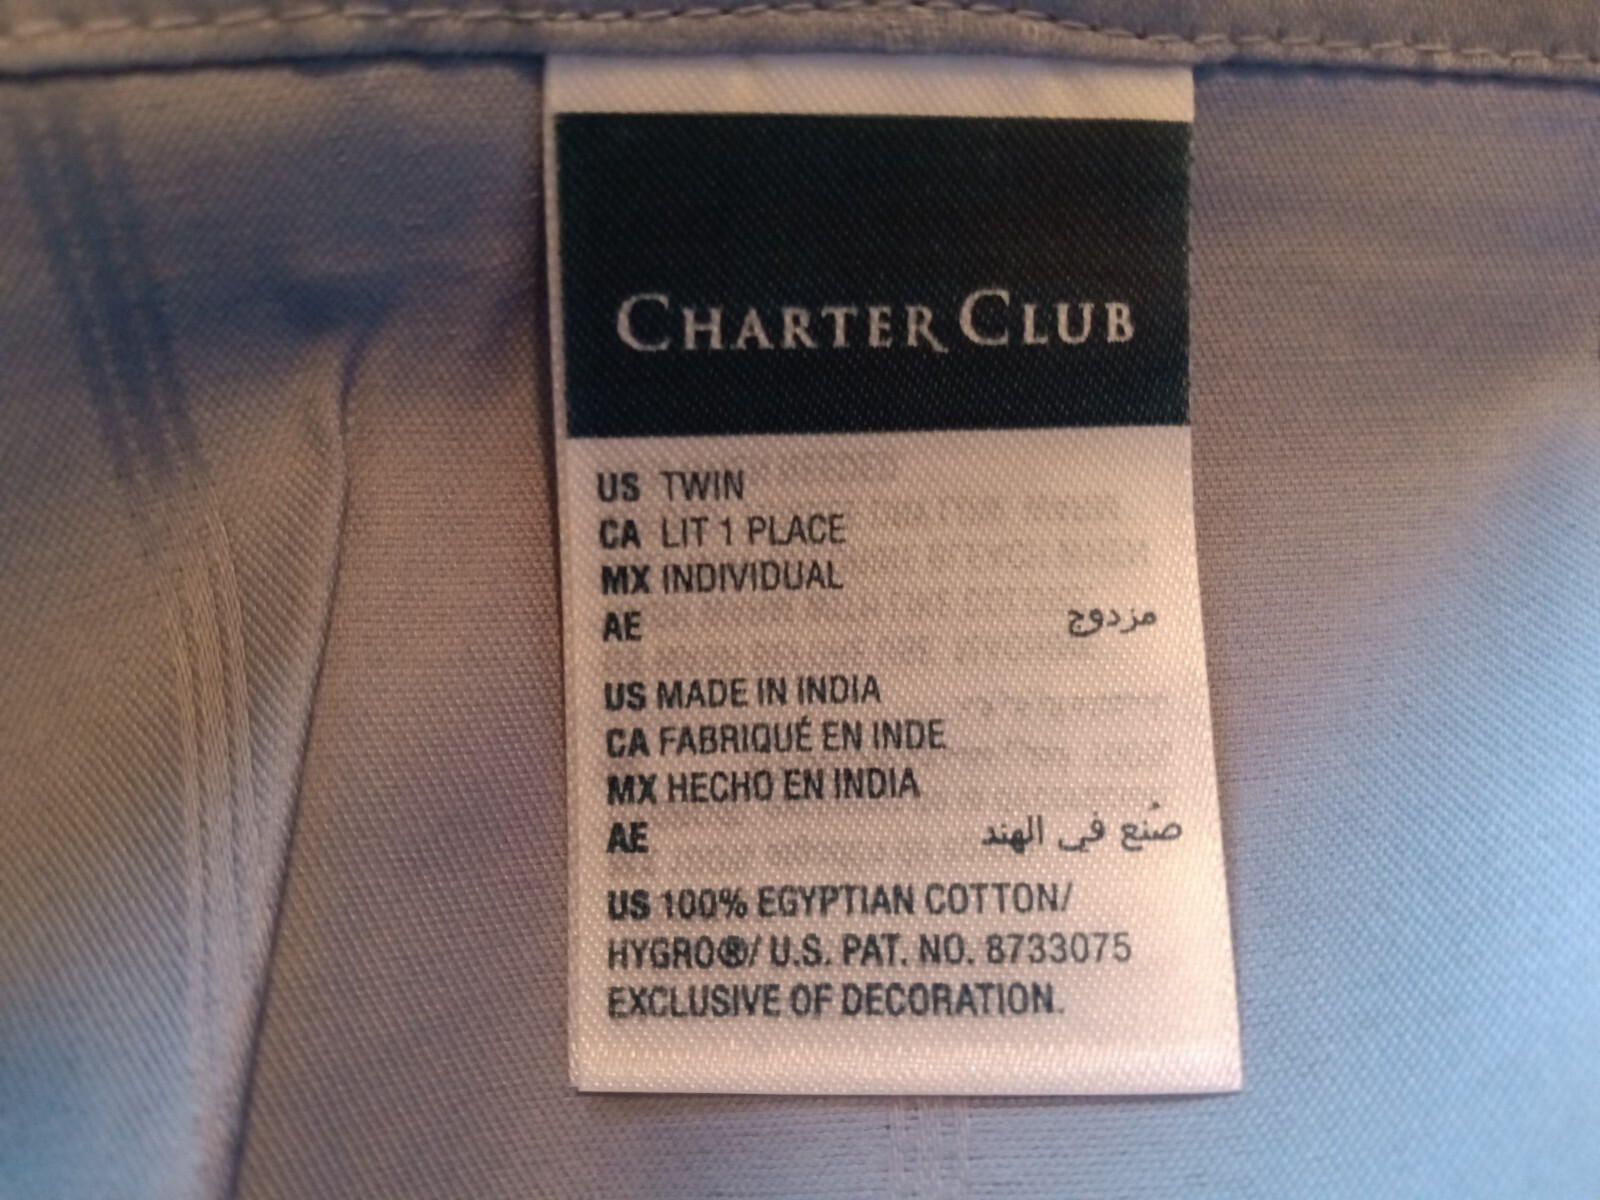 CHARTER CLUB
US TWIN
CA LIT 1 PLACE
MX INDIVIDUAL
AE مزدوج
US MADE IN INDIA
CA FABRIQUÉ EN INDE
MX HECHO EN INDIA
AE صُنع في الهند
US 100% EGYPTIAN COTTON/
HYGRO®/ U.S. PAT. NO. 8733075
EXCLUSIVE OF DECORATION.